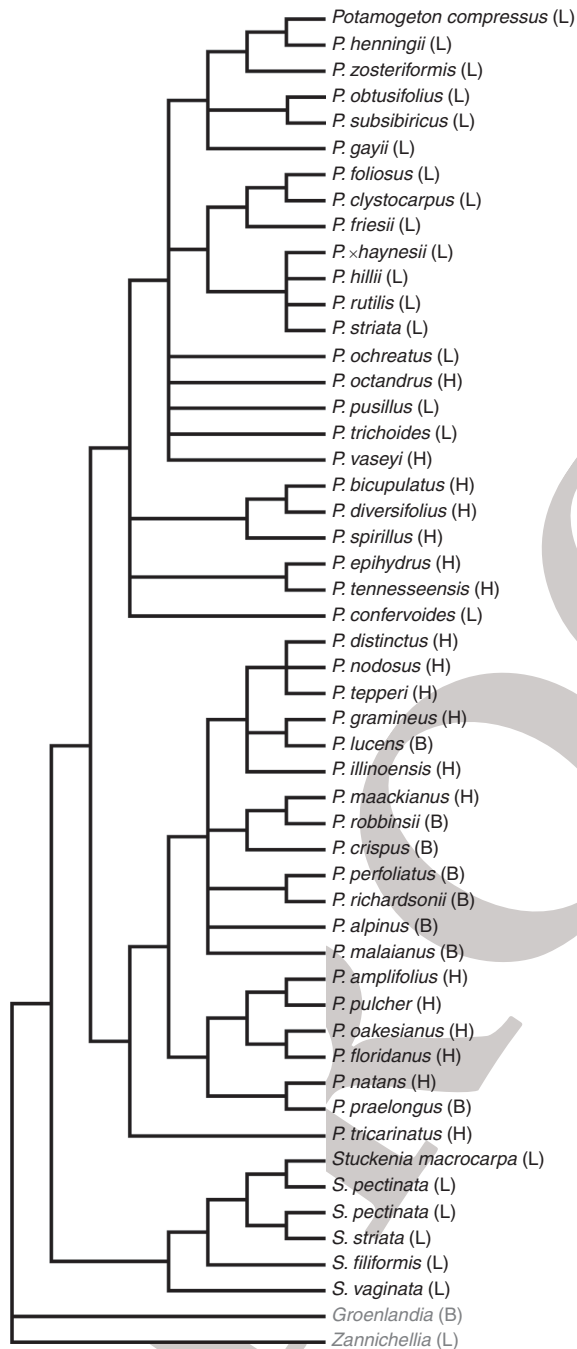 Potamogeton compressus (L)
P. henningii (L)
P. zosteriformis (L)
P. obtusifolius (L)
P. subsibiricus (L)
P. gayii (L)
P. foliosus (L)
P. clystocarpus (L)
P. friesii (L)
P. ×haynesii (L)
P. hillii (L)
P. rutilis (L)
P. striata (L)
P. ochreatus (L)
P. octandrus (H)
P. pusillus (L)
P. trichoides (L)
P. vaseyi (H)
P. bicupulatus (H)
P. diversifolius (H)
P. spirillus (H)
P. epihydrus (H)
P. tennesseensis (H)
P. confervoides (L)
P. distinctus (H)
P. nodosus (H)
P. tepperi (H)
P. gramineus (H)
P. lucens (B)
P. illinoensis (H)
P. maackianus (H)
P. robbinsii (B)
P. crispus (B)
P. perfoliatus (B)
P. richardsonii (B)
P. alpinus (B)
P. malaianus (B)
P. amplifolius (H)
P. pulcher (H)
P. oakesianus (H)
P. floridanus (H)
P. natans (H)
P. praelongus (B)
P. tricarinatus (H)
Stuckenia macrocarpa (L)
S. pectinata (L)
S. pectinata (L)
S. striata (L)
S. filiformis (L)
S. vaginata (L)
Groenlandia (B)
Zannichellia (L)